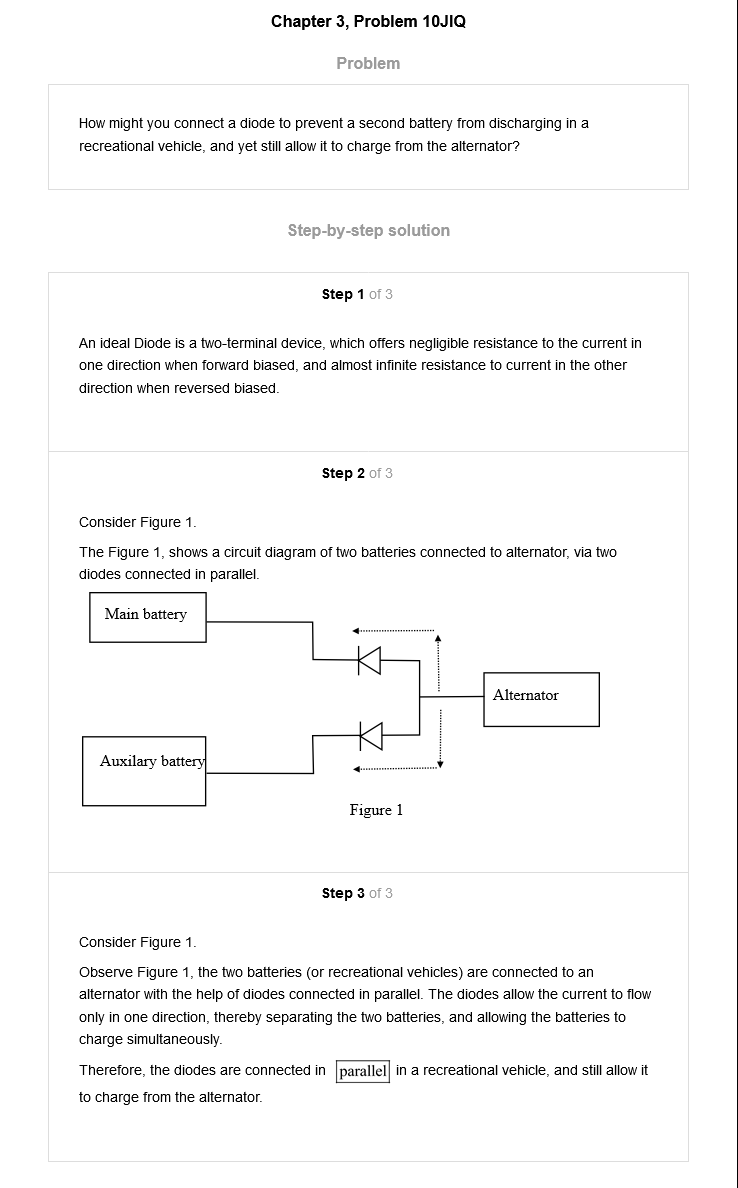 Chapter 3, Problem 10JIQ
Problem
How might you connect a diode to prevent a second battery from discharging in a
recreational vehicle, and yet still allow it to charge from the alternator?
Step-by-step solution
Step 1 of 3
An ideal Diode is a two-terminal device, which offers negligible resistance to the current in
one direction when forward biased, and almost infinite resistance to current in the other
direction when reversed biased.
Step 2 of 3
Consider Figure 1.
The Figure 1, shows a circuit diagram of two batteries connected to alternator, via two
diodes connected in parallel.
Main battery
Alternator
Auxilary battery
Figure 1
Step 3 of 3
Consider Figure 1.
Observe Figure 1, the two batteries (or recreational vehicles) are connected to an
alternator with the help of diodes connected in parallel. The diodes allow the current to flow
only in one direction, thereby separating the two batteries, and allowing the batteries to
charge simultaneously.
Therefore, the diodes are connected in parallel in a recreational vehicle, and still allow it
to charge from the alternator.